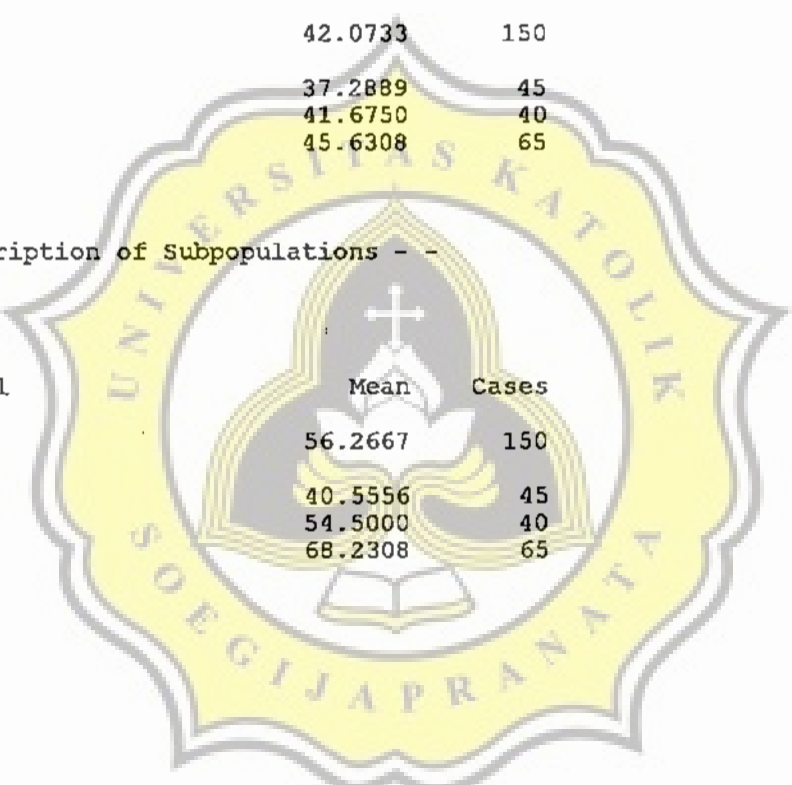 42.0733 150
37.2889 45
41.6750 40
45.6308 65
ription of Subpopulations - -
l Mean Cases
56.2667 150
40.5556 45
54.5000 40
68.2308 65
UNIVERSITAS KATOLIK
SOEGIJAPRANATA